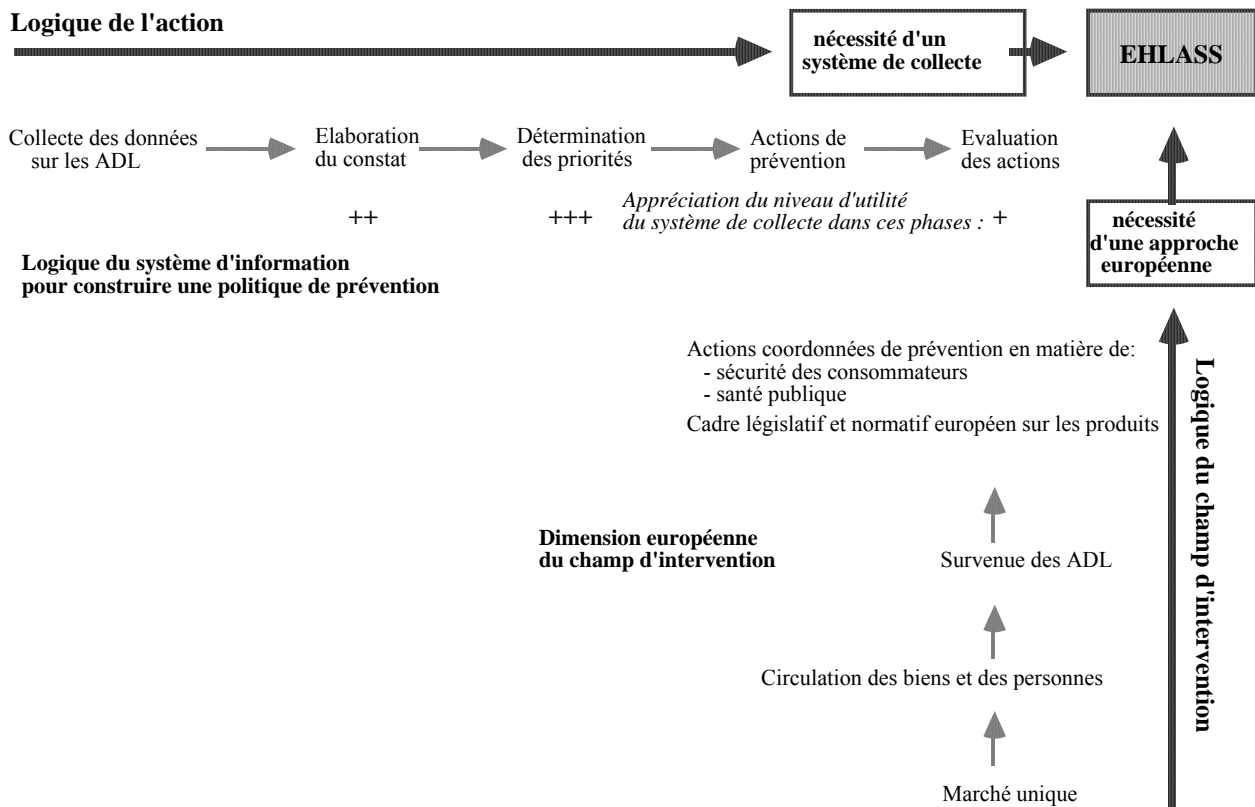 Logique de l'action
nécessité d'un
système de collecte
EHLASS
Collecte des données
sur les ADL
Elaboration
du constat
Détermination
des priorités
Actions de
prévention
Evaluation
des actions
++
+++
Appréciation du niveau d'utilité
du système de collecte dans ces phases :
+
nécessité
d'une approche
européenne
Logique du système d'information
pour construire une politique de prévention
Actions coordonnées de prévention en matière de:
- sécurité des consommateurs
- santé publique
Cadre législatif et normatif européen sur les produits
Logique du champ d'intervention
Dimension européenne
du champ d'intervention
Survenue des ADL
Circulation des biens et des personnes
Marché unique